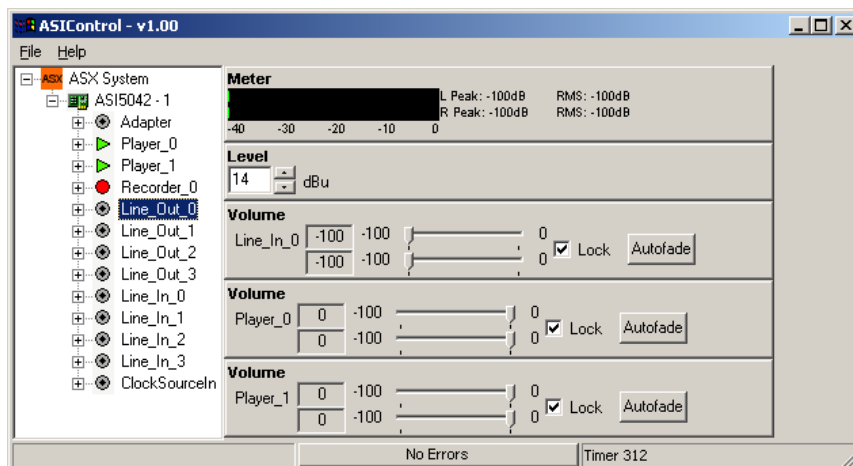 ASIControl - v1.00
File Help
ASX ASX System
ASI5042 - 1
Adapter
Player_0
Player_1
Recorder_0
Line_Out_0
Line_Out_1
Line_Out_2
Line_Out_3
Line_In_0
Line_In_1
Line_In_2
Line_In_3
ClockSourceIn
Meter
L Peak: -100dB RMS: -100dB
R Peak: -100dB RMS: -100dB
-40 -30 -20 -10 0
Level
14 dBu
Volume
Line_In_0 -100 -100 0 Lock Autofade
-100 -100 0
Volume
Player_0 0 -100 0 Lock Autofade
0 -100 0
Volume
Player_1 0 -100 0 Lock Autofade
0 -100 0
No Errors Timer 312